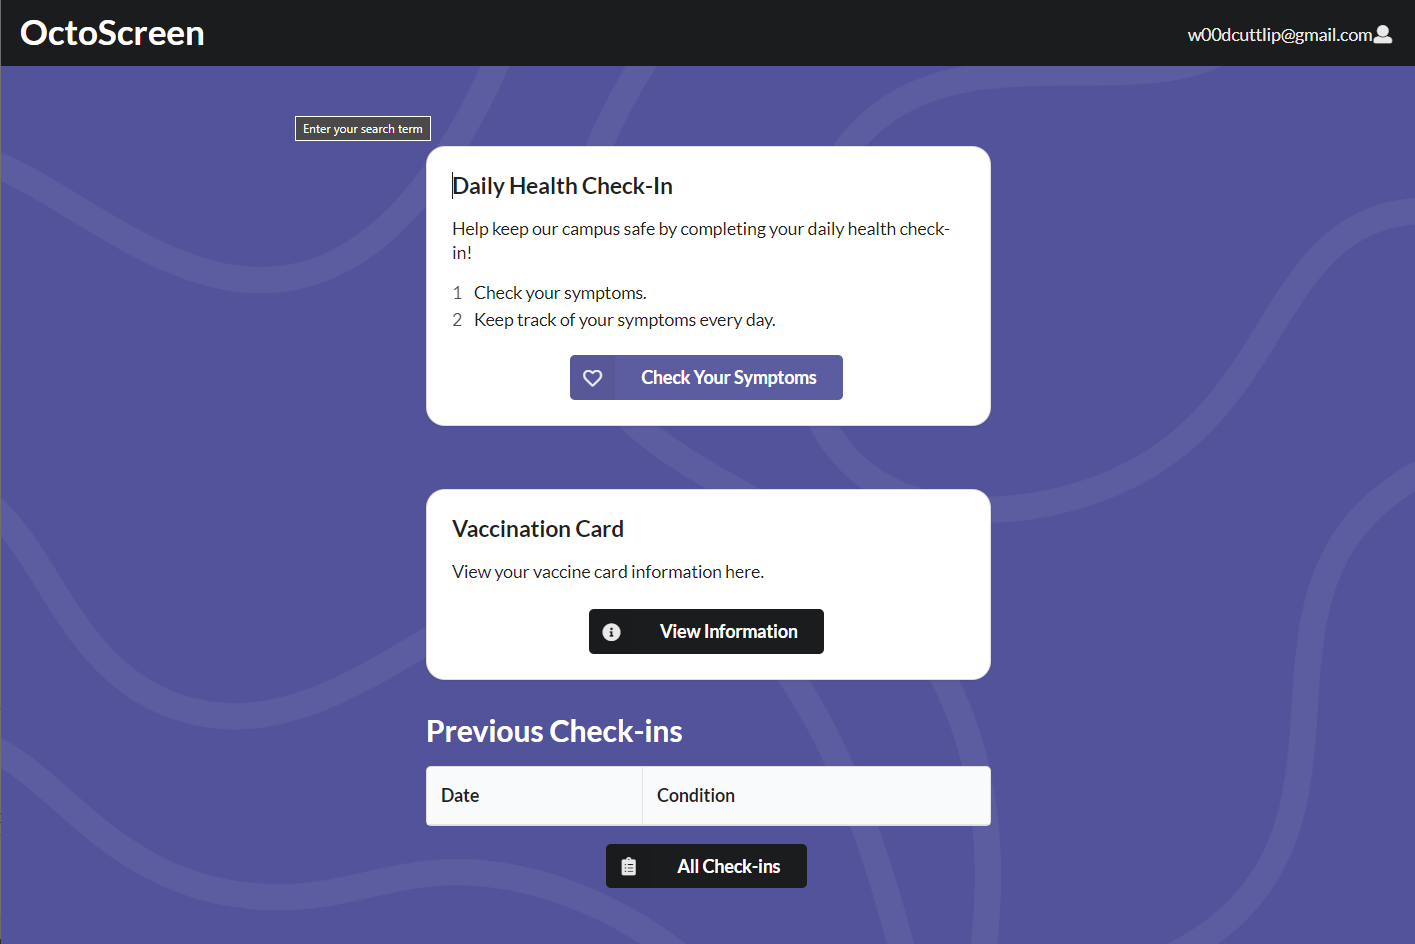 OctoScreen
w00dcuttlip@gmail.com
Enter your search term
Daily Health Check-In
Help keep our campus safe by completing your daily health check-
in!
1 Check your symptoms.
2 Keep track of your symptoms every day.
Check Your Symptoms
Vaccination Card
View your vaccine card information here.
View Information
Previous Check-ins
Date Condition
All Check-ins